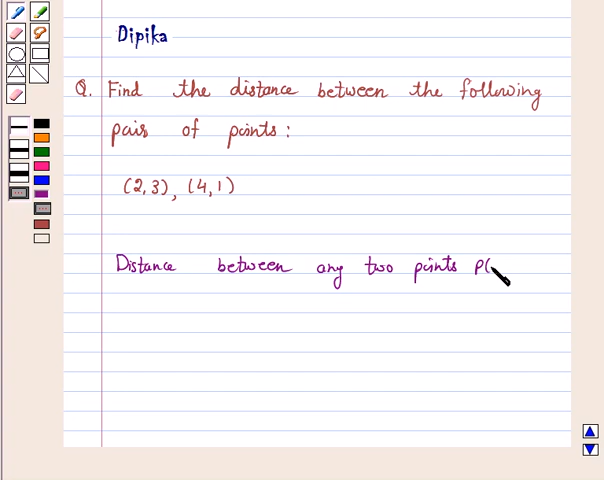 Dipika
Q. Find the distance between the following
pair of points :
(2,3), (4,1)
Distance between any two points P(